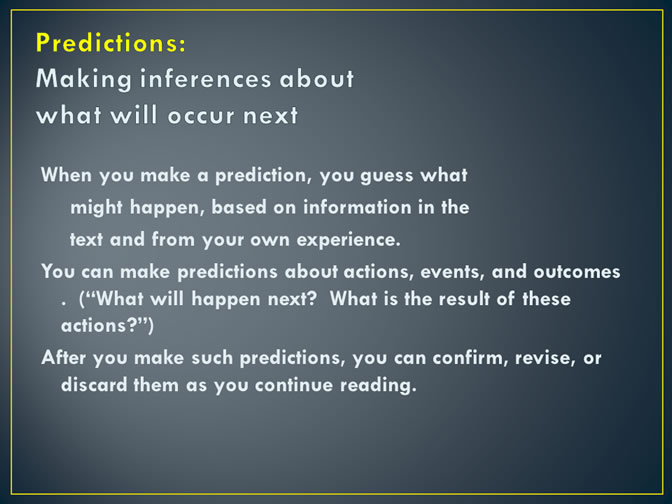 Predictions:
Making inferences about
what will occur next
When you make a prediction, you guess what
might happen, based on information in the
text and from your own experience.
You can make predictions about actions, events, and outcomes
. (“What will happen next?  What is the result of these
actions?”)
After you make such predictions, you can confirm, revise, or
discard them as you continue reading.